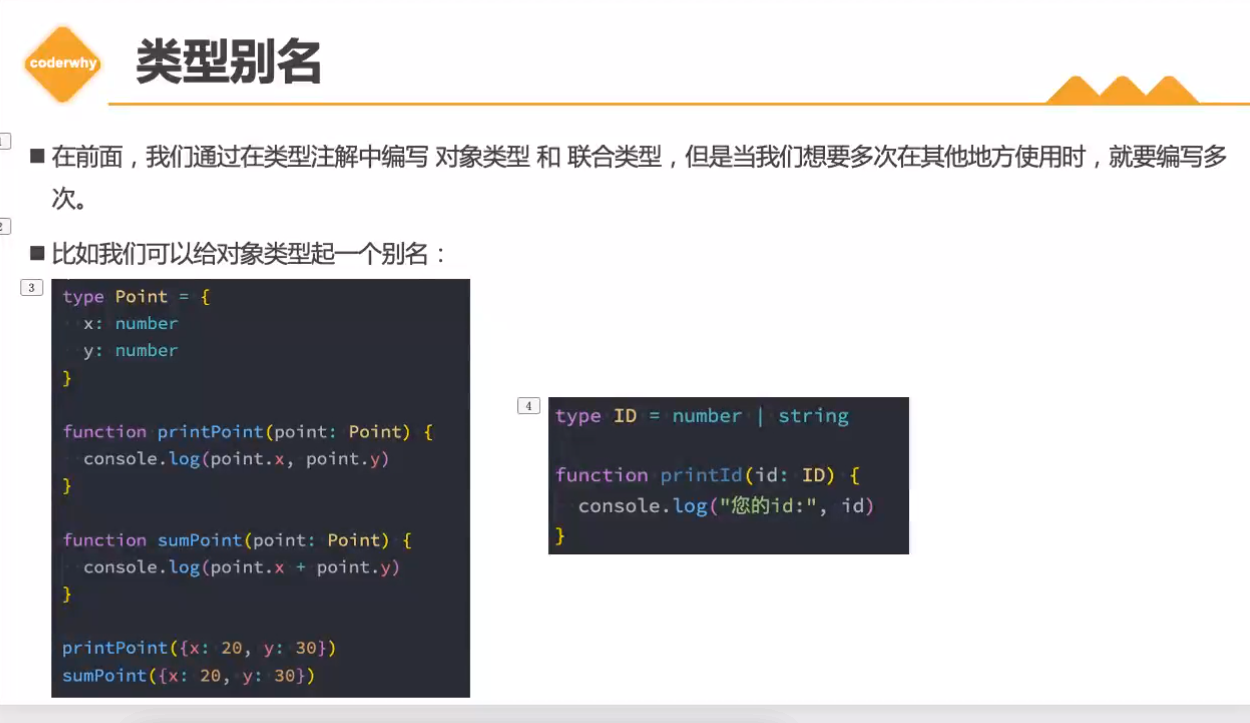 coderwhy
类型别名
1
■ 在前面，我们通过在类型注解中编写 对象类型 和 联合类型，但是当我们想要多次在其他地方使用时，就要编写多
次。
2
■ 比如我们可以给对象类型起一个别名：
3
type Point = {
  x: number
  y: number
}
function printPoint(point: Point) {
  console.log(point.x, point.y)
}
function sumPoint(point: Point) {
  console.log(point.x + point.y)
}
printPoint({x: 20, y: 30})
sumPoint({x: 20, y: 30})
4
type ID = number | string
function printId(id: ID) {
  console.log("您的id:", id)
}